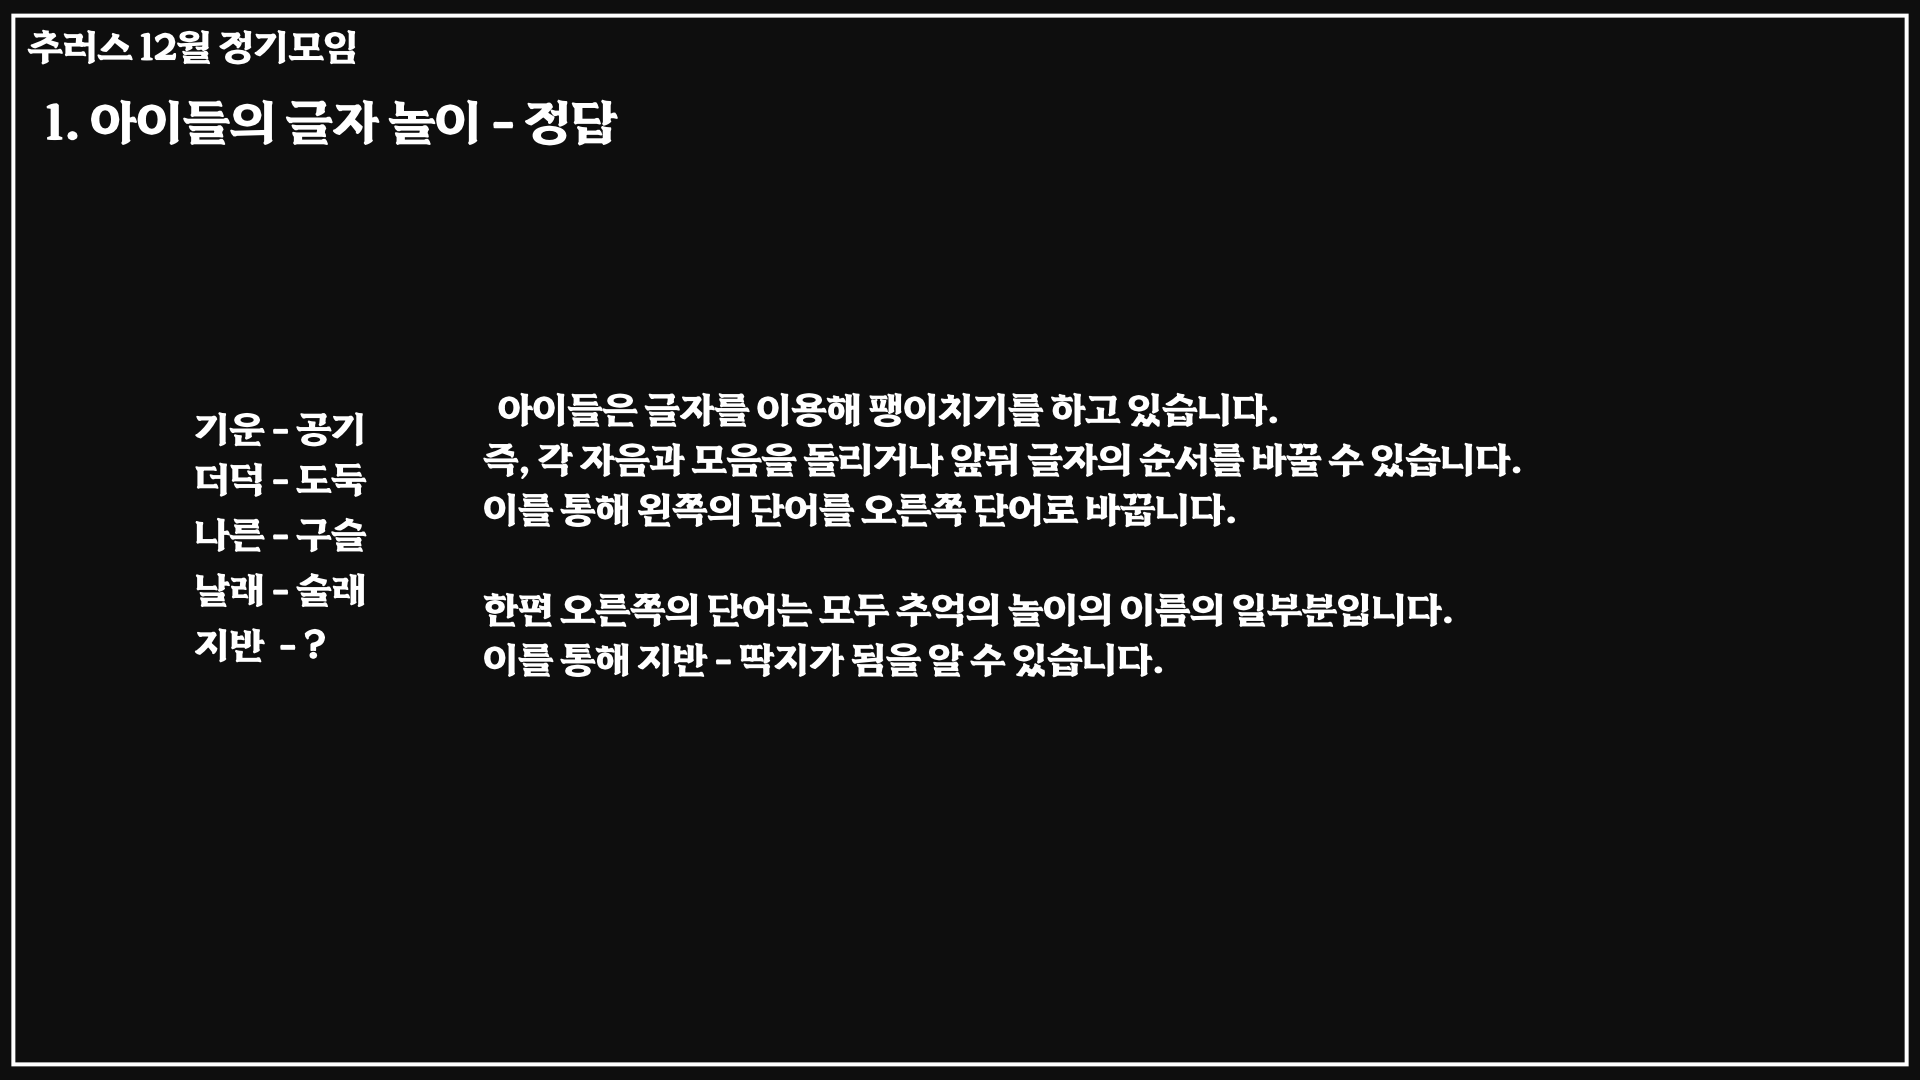 추러스 12월 정기모임
1. 아이들의 글자 놀이 - 정답
기운 - 공기
더덕 - 도둑
나른 - 구슬
날래 - 술래
지반 - ?
아이들은 글자를 이용해 팽이치기를 하고 있습니다.
즉, 각 자음과 모음을 돌리거나 앞뒤 글자의 순서를 바꿀 수 있습니다.
이를 통해 왼쪽의 단어를 오른쪽 단어로 바꿉니다.
한편 오른쪽의 단어는 모두 추억의 놀이의 이름의 일부분입니다.
이를 통해 지반 - 딱지가 됨을 알 수 있습니다.